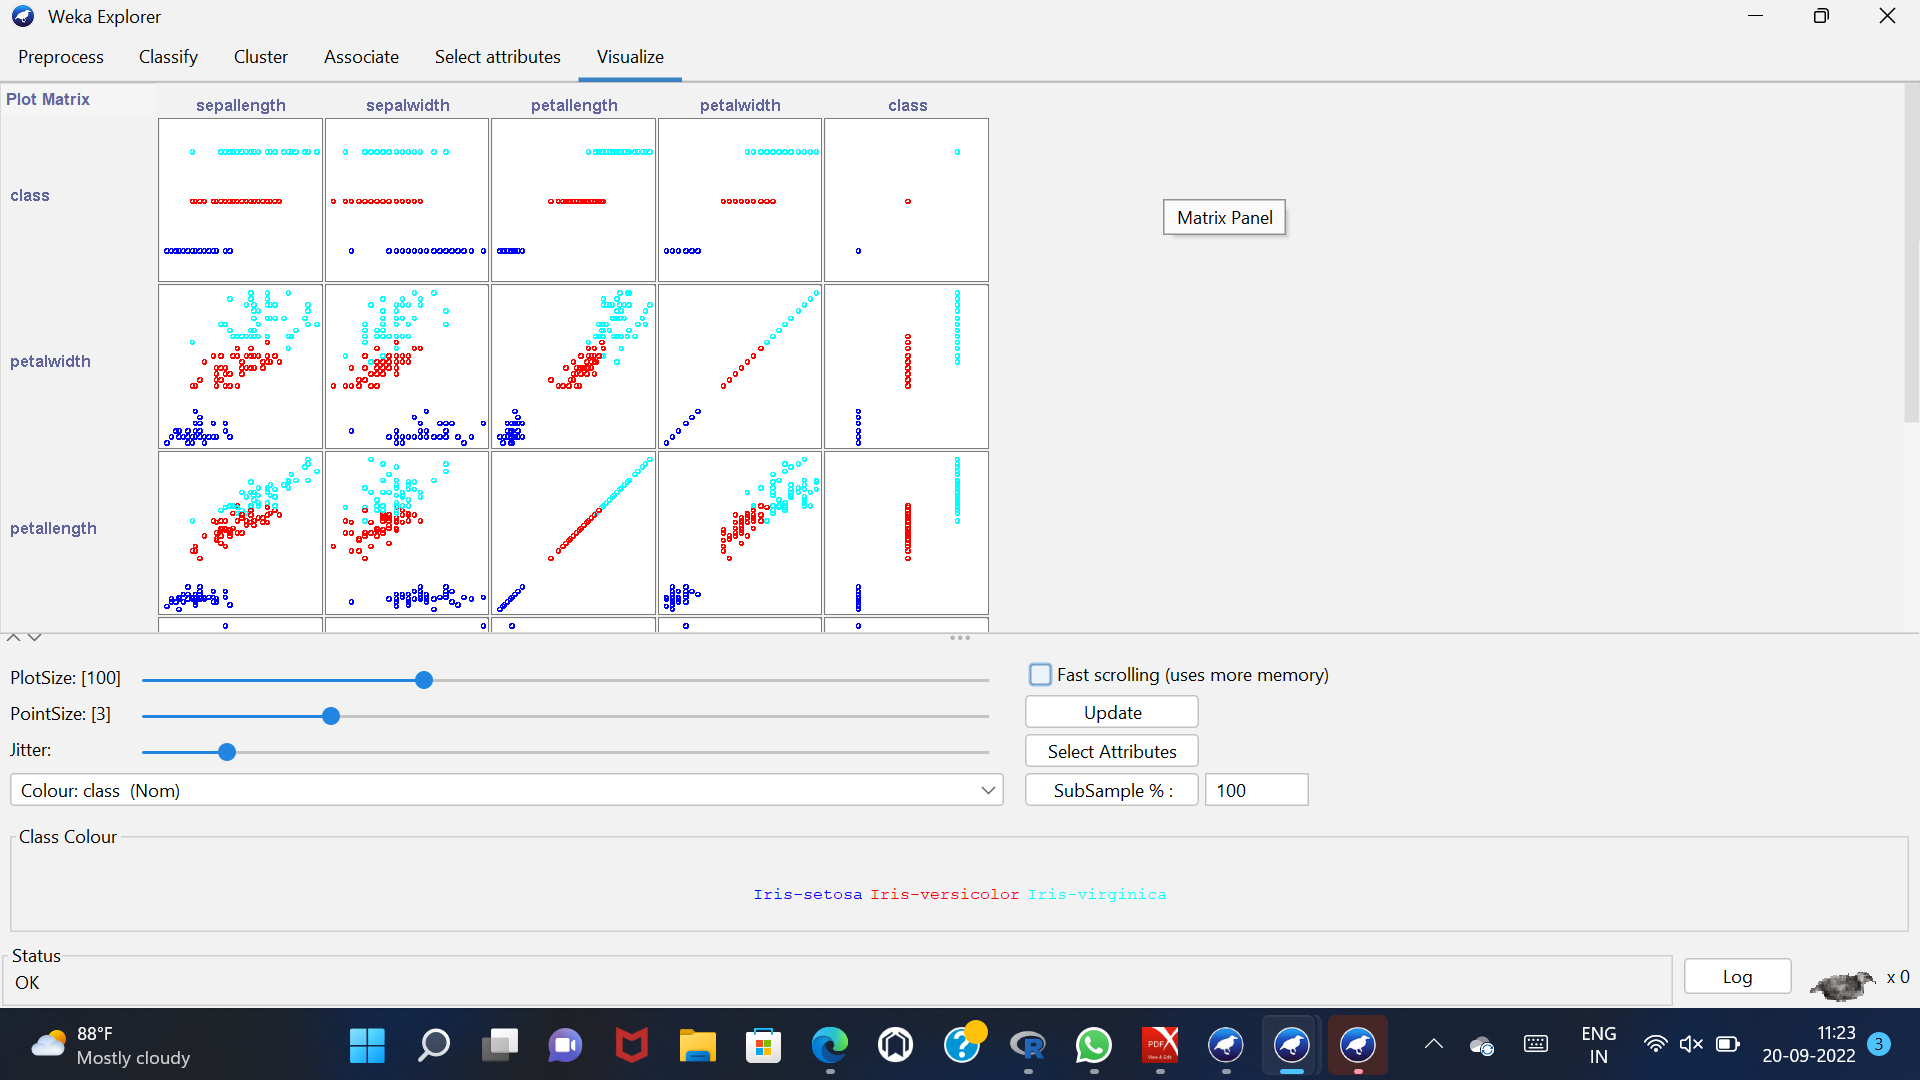 Weka Explorer
Preprocess Classify Cluster Associate Select attributes Visualize
Plot Matrix
sepallength sepalwidth petallength petalwidth class
class
Matrix Panel
petalwidth
petallength
PlotSize: [100]
Fast scrolling (uses more memory)
PointSize: [3]
Update
Jitter:
Select Attributes
Colour: class (Nom)
SubSample % : 100
Class Colour
Iris-setosa Iris-versicolor Iris-virginica
Status
OK
Log
x 0
88°F
Mostly cloudy
PDF
View & Edit
R
ENG
IN
11:23
20-09-2022
3